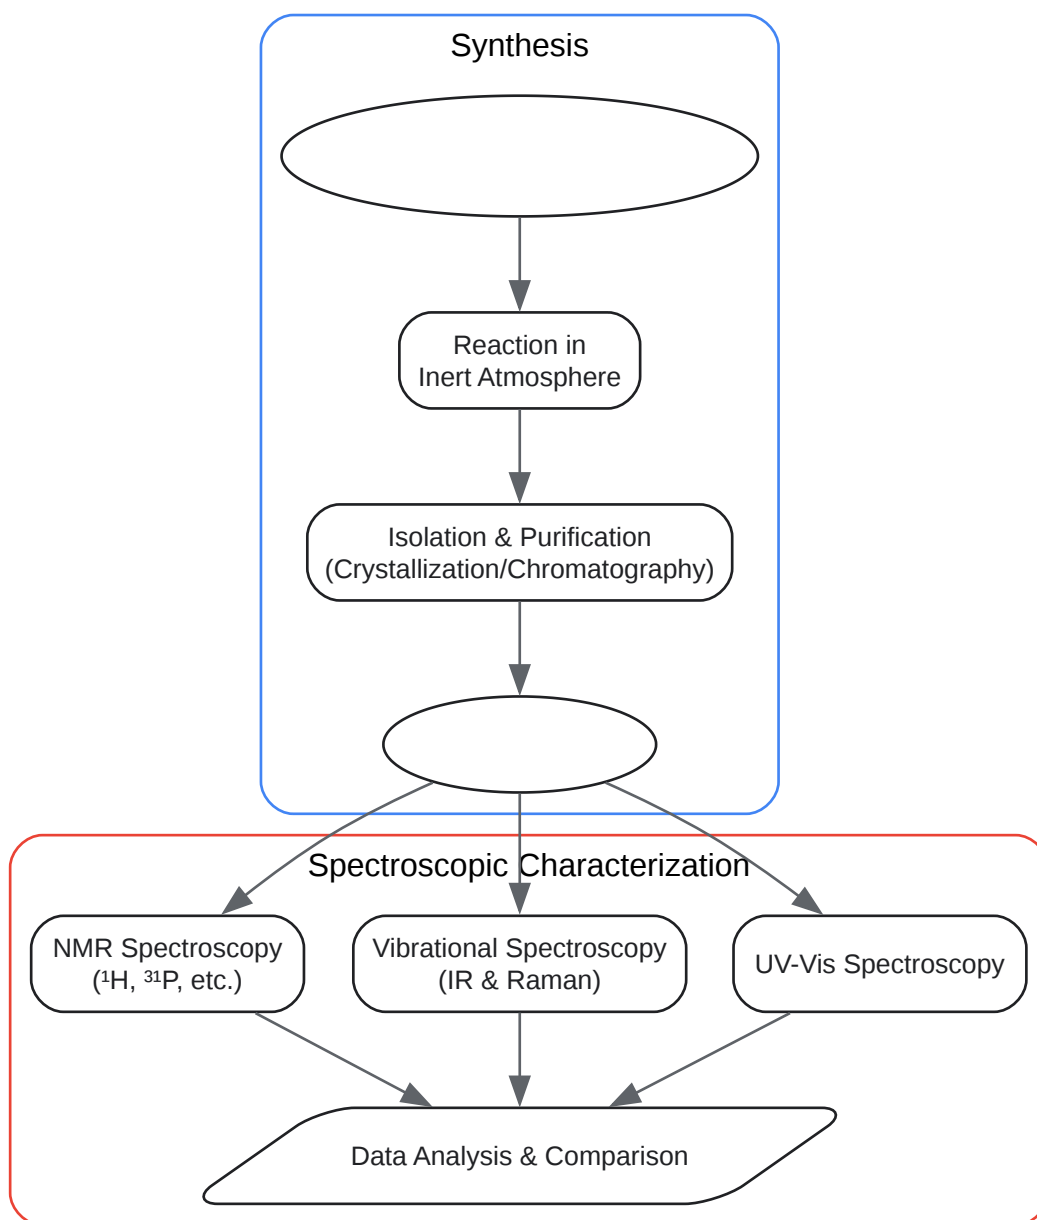 Synthesis
Reaction in
Inert Atmosphere
Isolation & Purification
(Crystallization/Chromatography)
Spectroscopic Characterization
NMR Spectroscopy
(¹H, ³¹P, etc.)
Vibrational Spectroscopy
(IR & Raman)
UV-Vis Spectroscopy
Data Analysis & Comparison